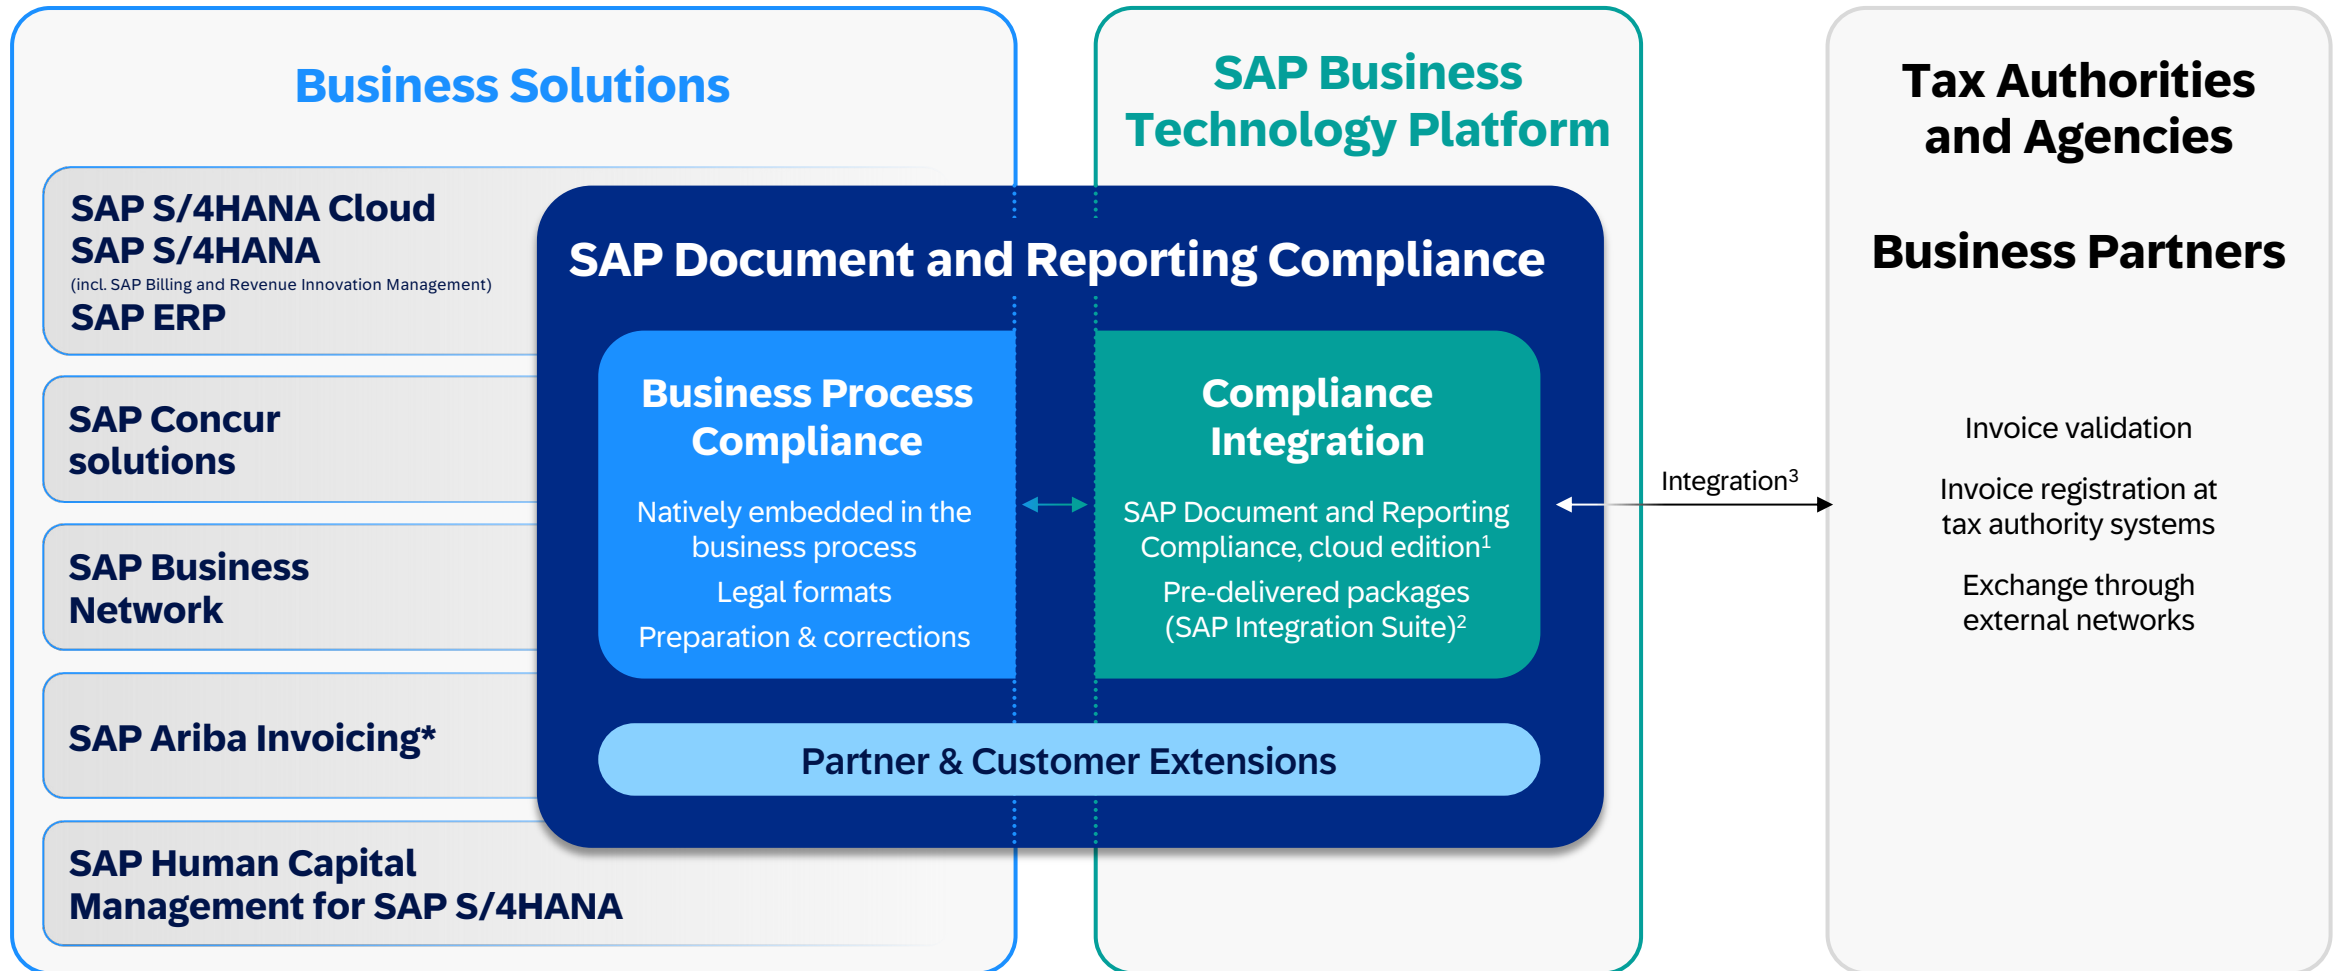 Business Solutions
SAP S/4HANA Cloud
SAP S/4HANA
(incl. SAP Billing and Revenue Innovation Management)
SAP ERP
SAP Concur
solutions
SAP Business
Network
SAP Ariba Invoicing*
SAP Human Capital
Management for SAP S/4HANA
SAP Business
Technology Platform
SAP Document and Reporting Compliance
Business Process
Compliance
Natively embedded in the
business process
Legal formats
Preparation & corrections
Compliance
Integration
SAP Document and Reporting
Compliance, cloud edition¹
Pre-delivered packages
(SAP Integration Suite)²
Partner & Customer Extensions
Integration³
Tax Authorities
and Agencies
Business Partners
Invoice validation
Invoice registration at
tax authority systems
Exchange through
external networks